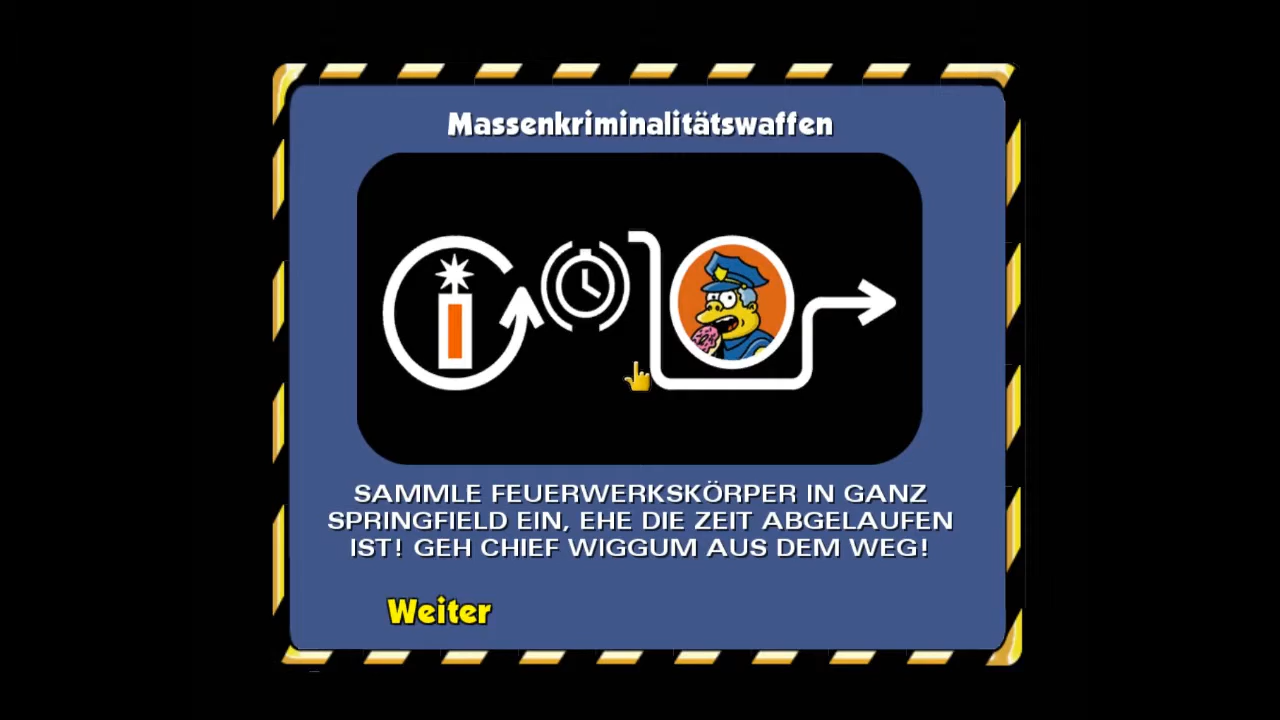 Massenkriminalitätswaffen
SAMMLE FEUERWERKSKÖRPER IN GANZ
SPRINGFIELD EIN, EHE DIE ZEIT ABGELAUFEN
IST! GEH CHIEF WIGGUM AUS DEM WEG!
Weiter